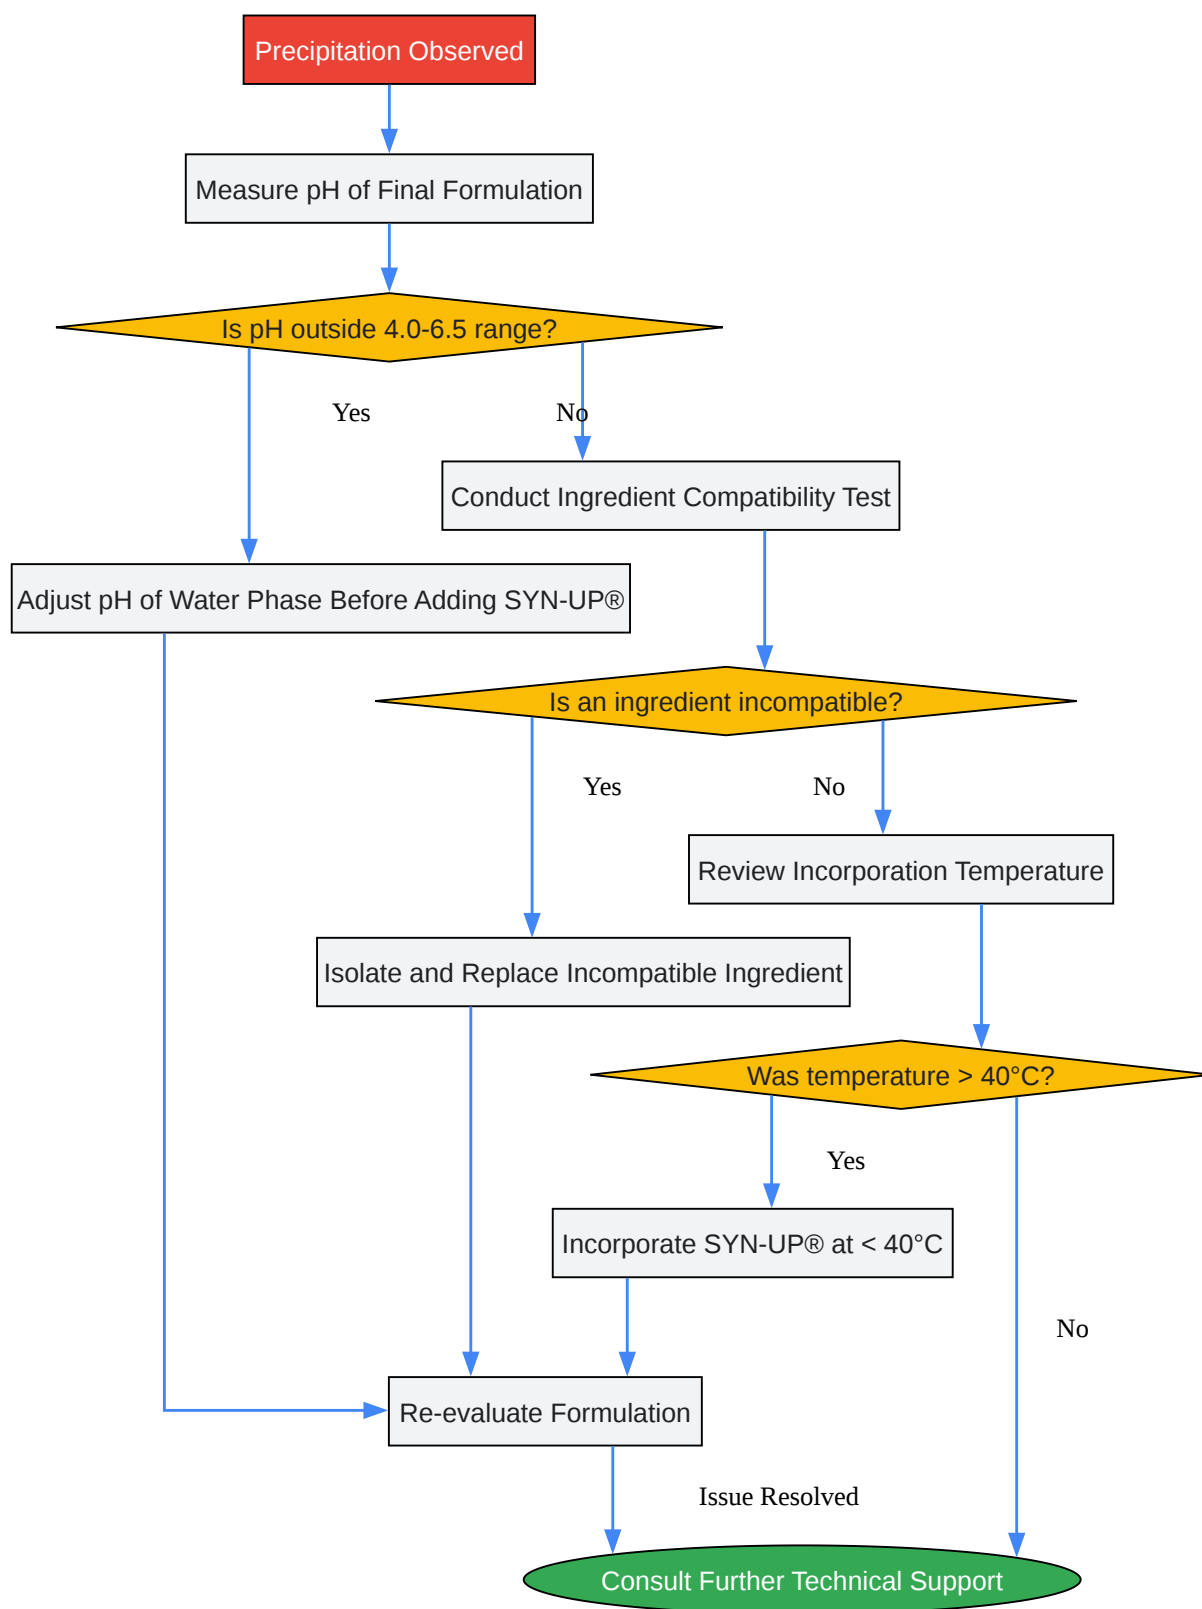 Precipitation Observed
Measure pH of Final Formulation
Is pH outside 4.0-6.5 range?
Yes
No
Conduct Ingredient Compatibility Test
Adjust pH of Water Phase Before Adding SYN-UP®
Is an ingredient incompatible?
Yes
No
Review Incorporation Temperature
Isolate and Replace Incompatible Ingredient
Was temperature > 40°C?
Yes
Incorporate SYN-UP® at < 40°C
No
Re-evaluate Formulation
Issue Resolved
Consult Further Technical Support